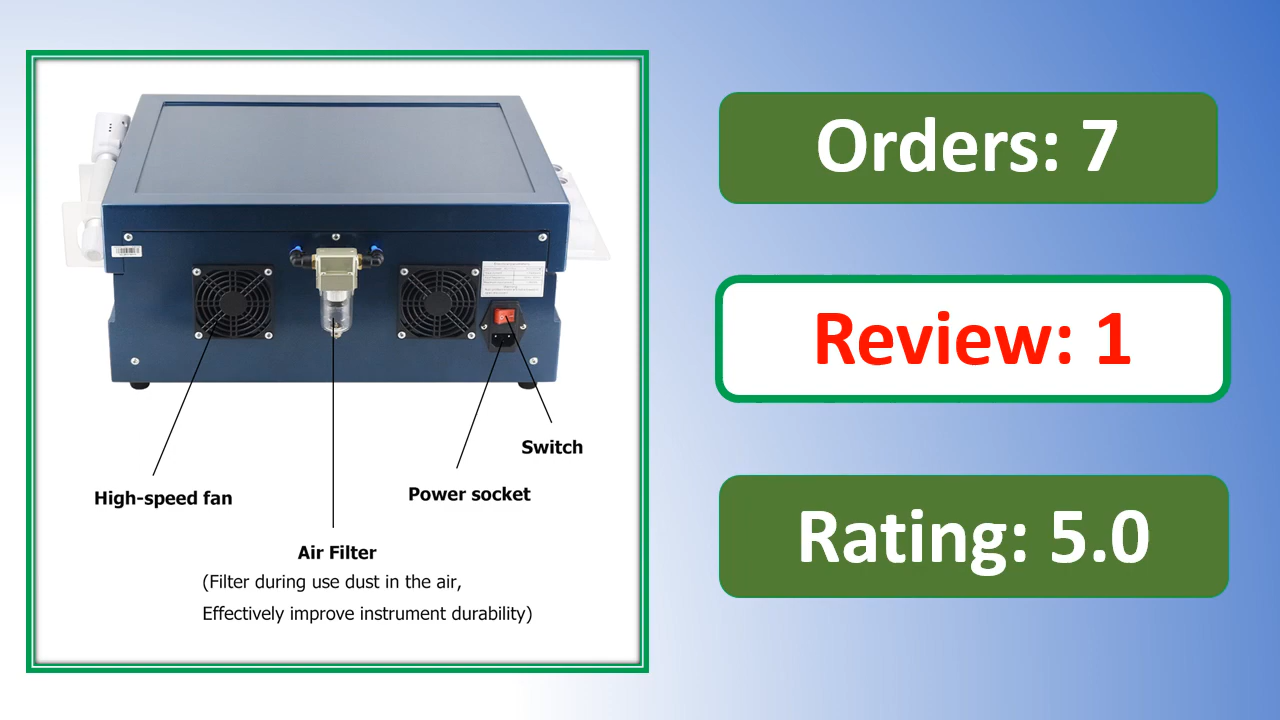 Orders: 7
Review: 1
Rating: 5.0
Switch
High-speed fan
Power socket
Air Filter
(Filter during use dust in the air,
Effectively improve instrument durability)